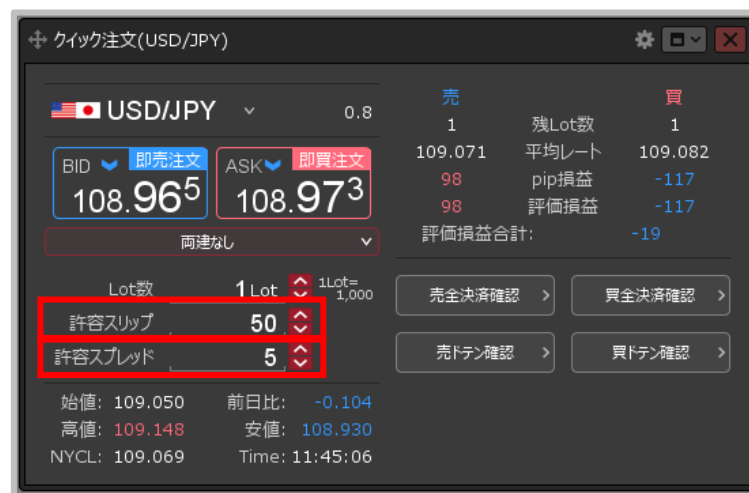 クイック注文(USD/JPY)
USD/JPY 0.8
BID 即売注文
108.965
ASK 即買注文
108.973
両建なし
Lot数 1 Lot 1Lot= 1,000
許容スリップ 50
許容スプレッド 5
始値: 109.050 前日比: -0.104
高値: 109.148 安値: 108.930
NYCL: 109.069 Time: 11:45:06
売 買
1 残Lot数 1
109.071 平均レート 109.082
98 pip損益 -117
98 評価損益 -117
評価損益合計: -19
売全決済確認 買全決済確認
売ドテン確認 買ドテン確認